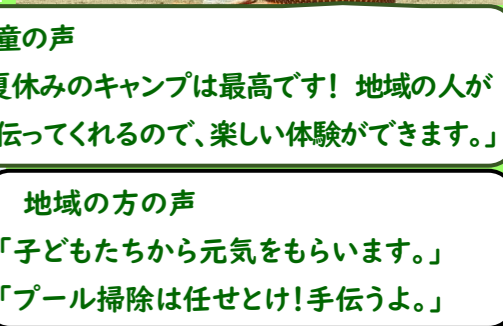 童の声
夏休みのキャンプは最高です! 地域の人が
伝ってくれるので、楽しい体験ができます。」
地域の方の声
「子どもたちから元気をもらいます。」
「プール掃除は任せとけ!手伝うよ。」